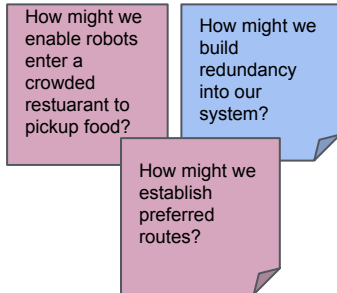 How might we
enable robots
enter a
crowded
restuarant to
pickup food?
How might we
build
redundancy
into our
system?
How might we
establish
preferred
routes?